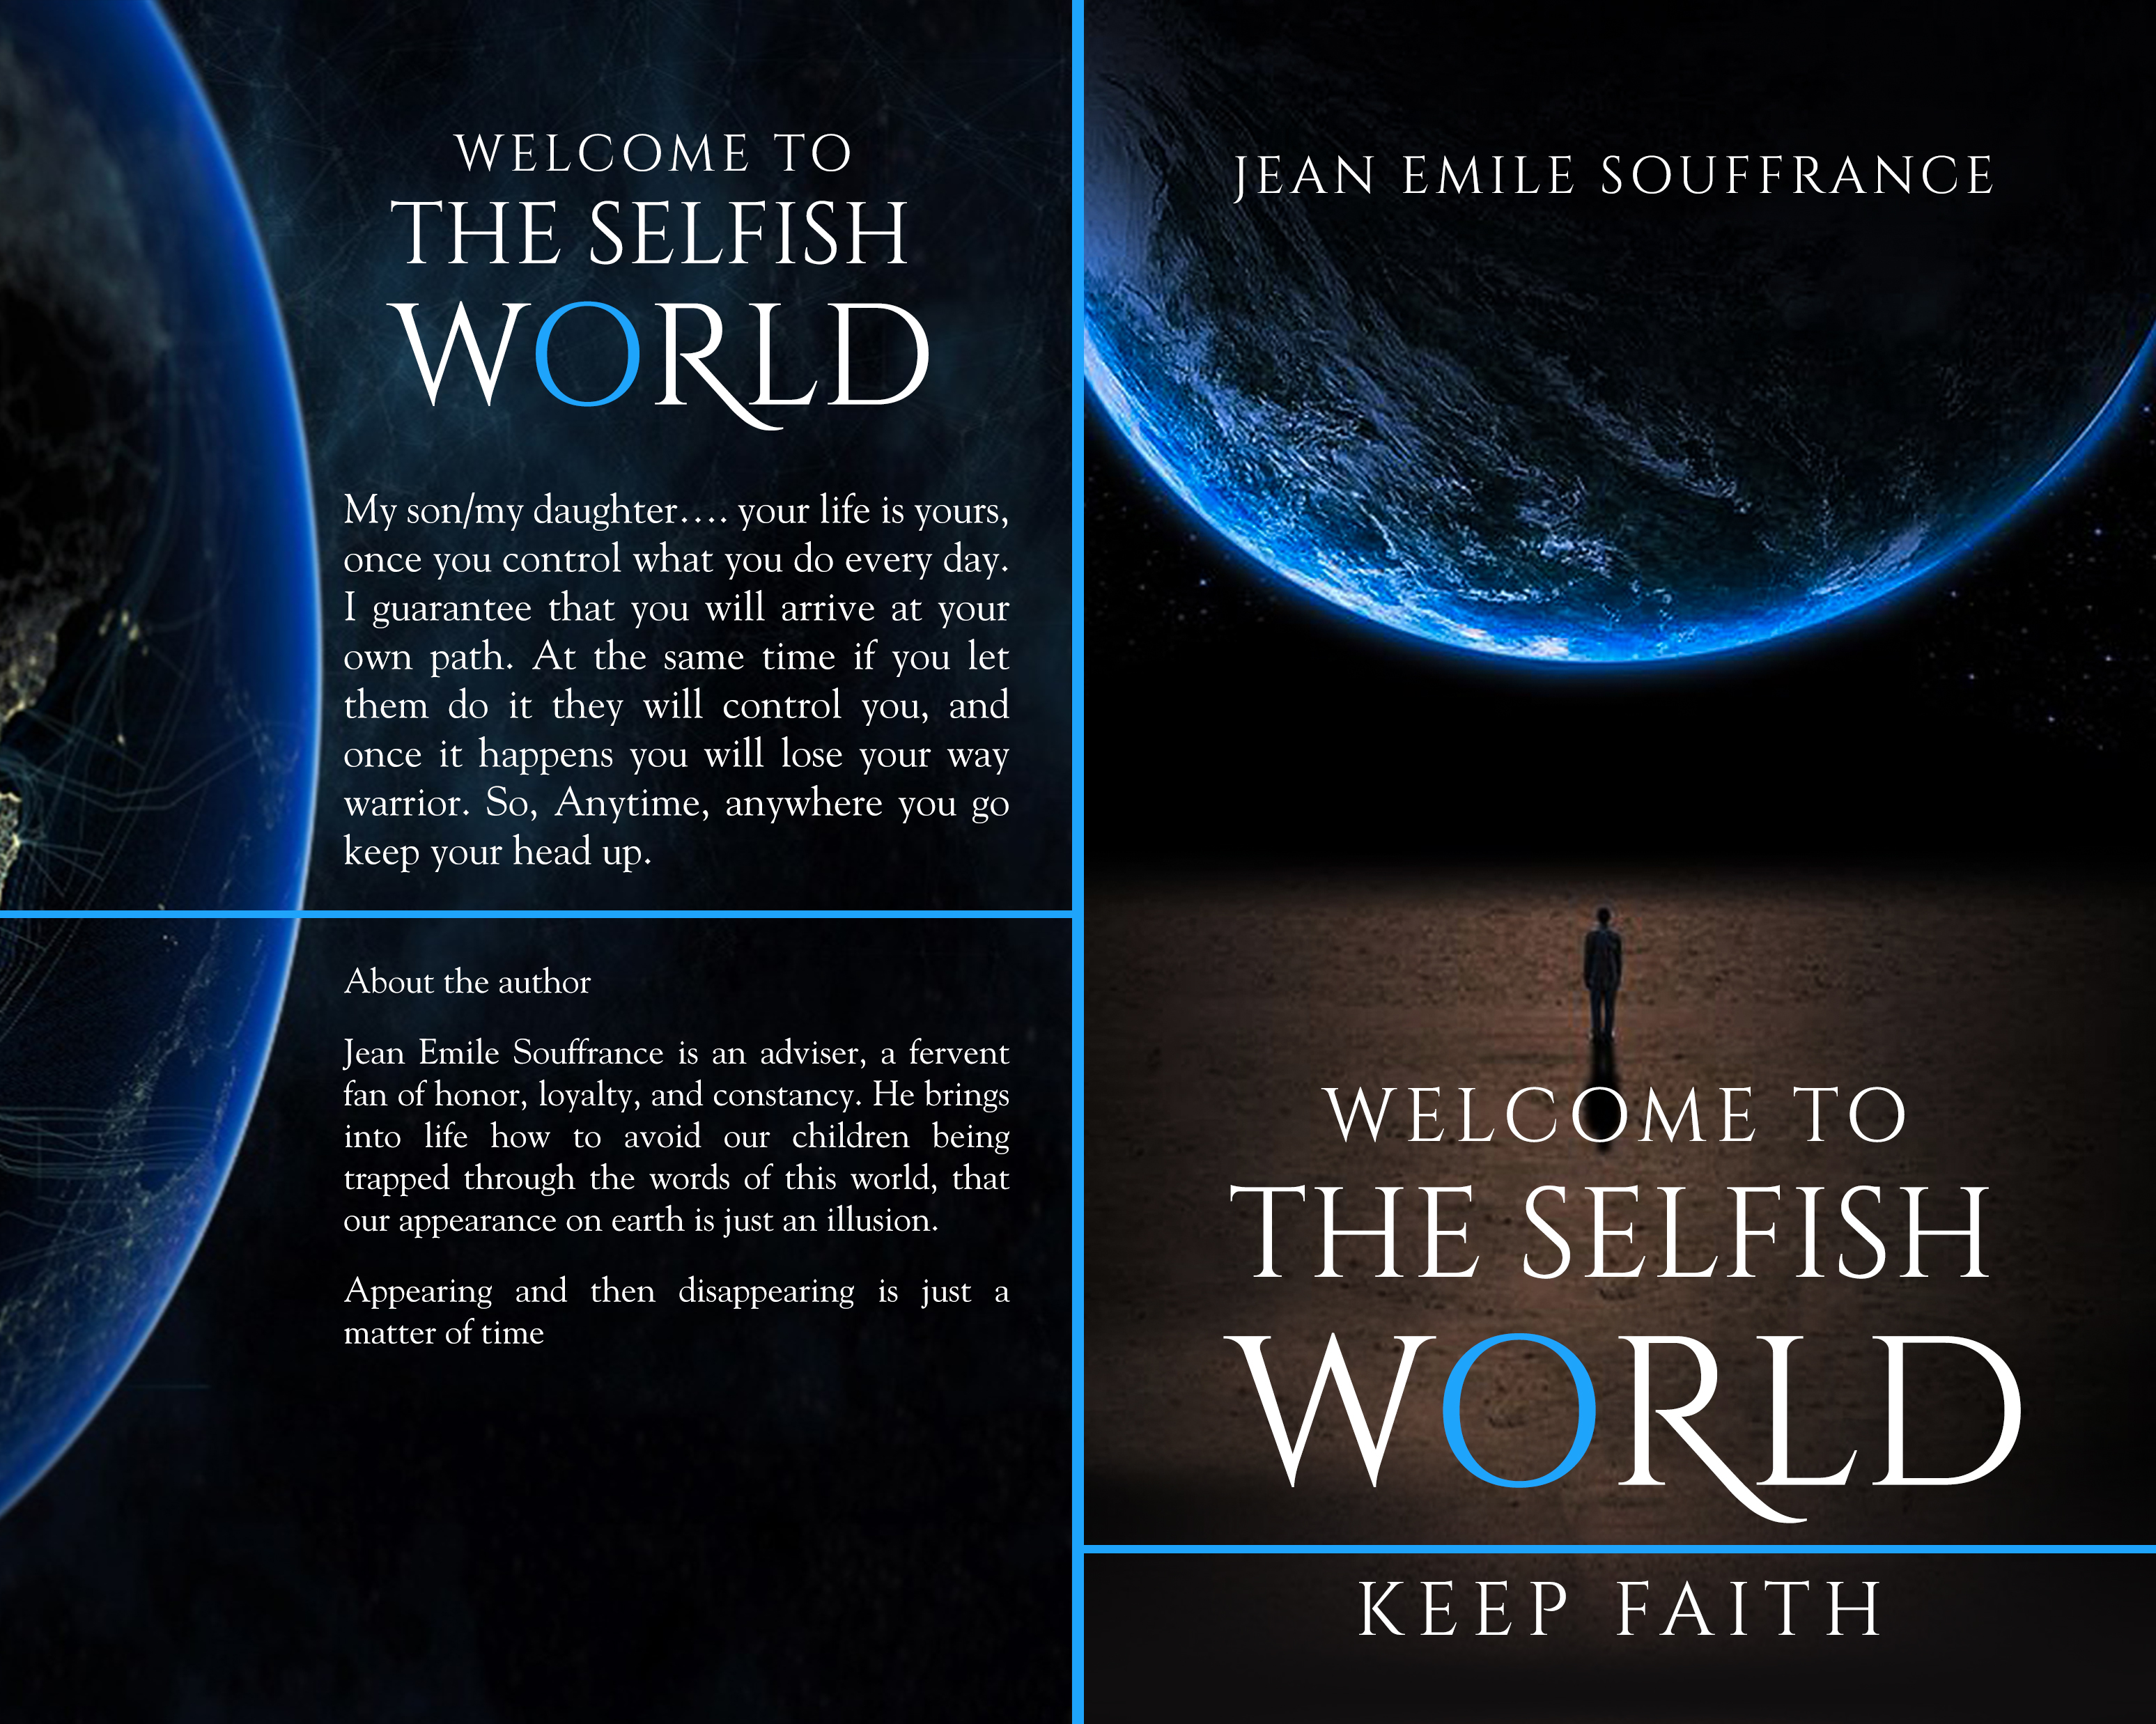 WELCOME TO
THE SELFISH
WORLD
My son/my daughter.... your life is yours,
once you control what you do every day.
I guarantee that you will arrive at your
own path. At the same time if you let
them do it they will control you, and
once it happens you will lose your way
warrior. So, Anytime, anywhere you go
keep your head up.
About the author
Jean Emile Souffrance is an adviser, a fervent
fan of honor, loyalty, and constancy. He brings
into life how to avoid our children being
trapped through the words of this world, that
our appearance on earth is just an illusion.
Appearing and then disappearing is just a
matter of time
JEAN EMILE SOUFFRANCE
WELCOME TO
THE SELFISH
WORLD
KEEP FAITH